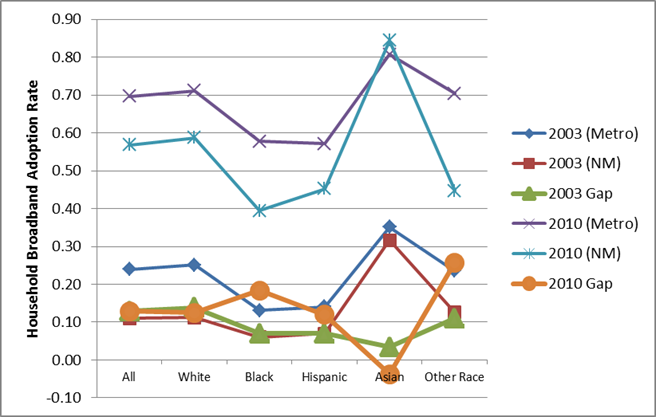 0.90
0.80
0.70
0.60
0.50
0.40
0.30
0.20
0.10
0.00
-0.10
Household Broadband Adoption Rate
All White Black Hispanic Asian Other Race
2003 (Metro)
2003 (NM)
2003 Gap
2010 (Metro)
2010 (NM)
2010 Gap